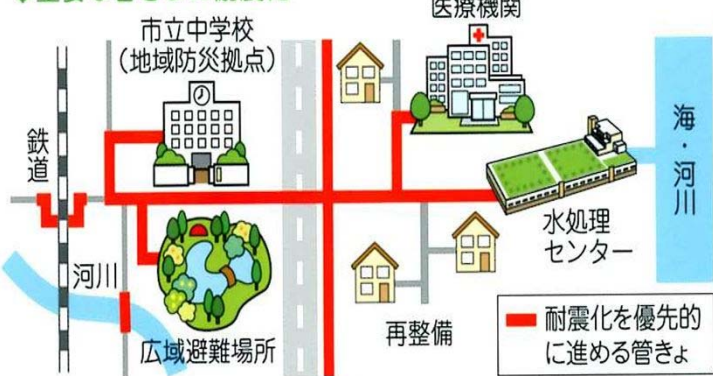 医療機関
市立中学校
(地域防災拠点)
鉄道
海・河川
水処理
センター
河川
広域避難場所
再整備
耐震化を優先的
に進める管きょ